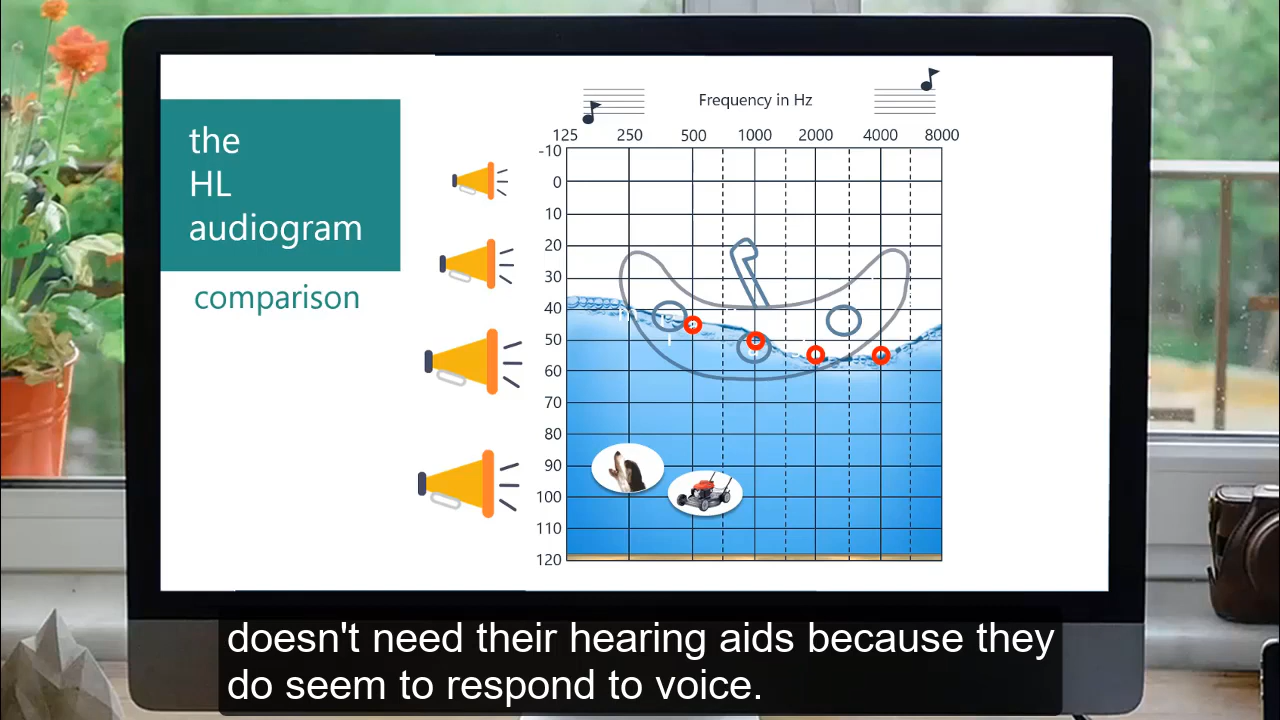 the
HL
audiogram
comparison
Frequency in Hz
125 250 500 1000 2000 4000 8000
-10
0
10
20
30
40
50
60
70
80
90
100
110
120
doesn't need their hearing aids because they
do seem to respond to voice.